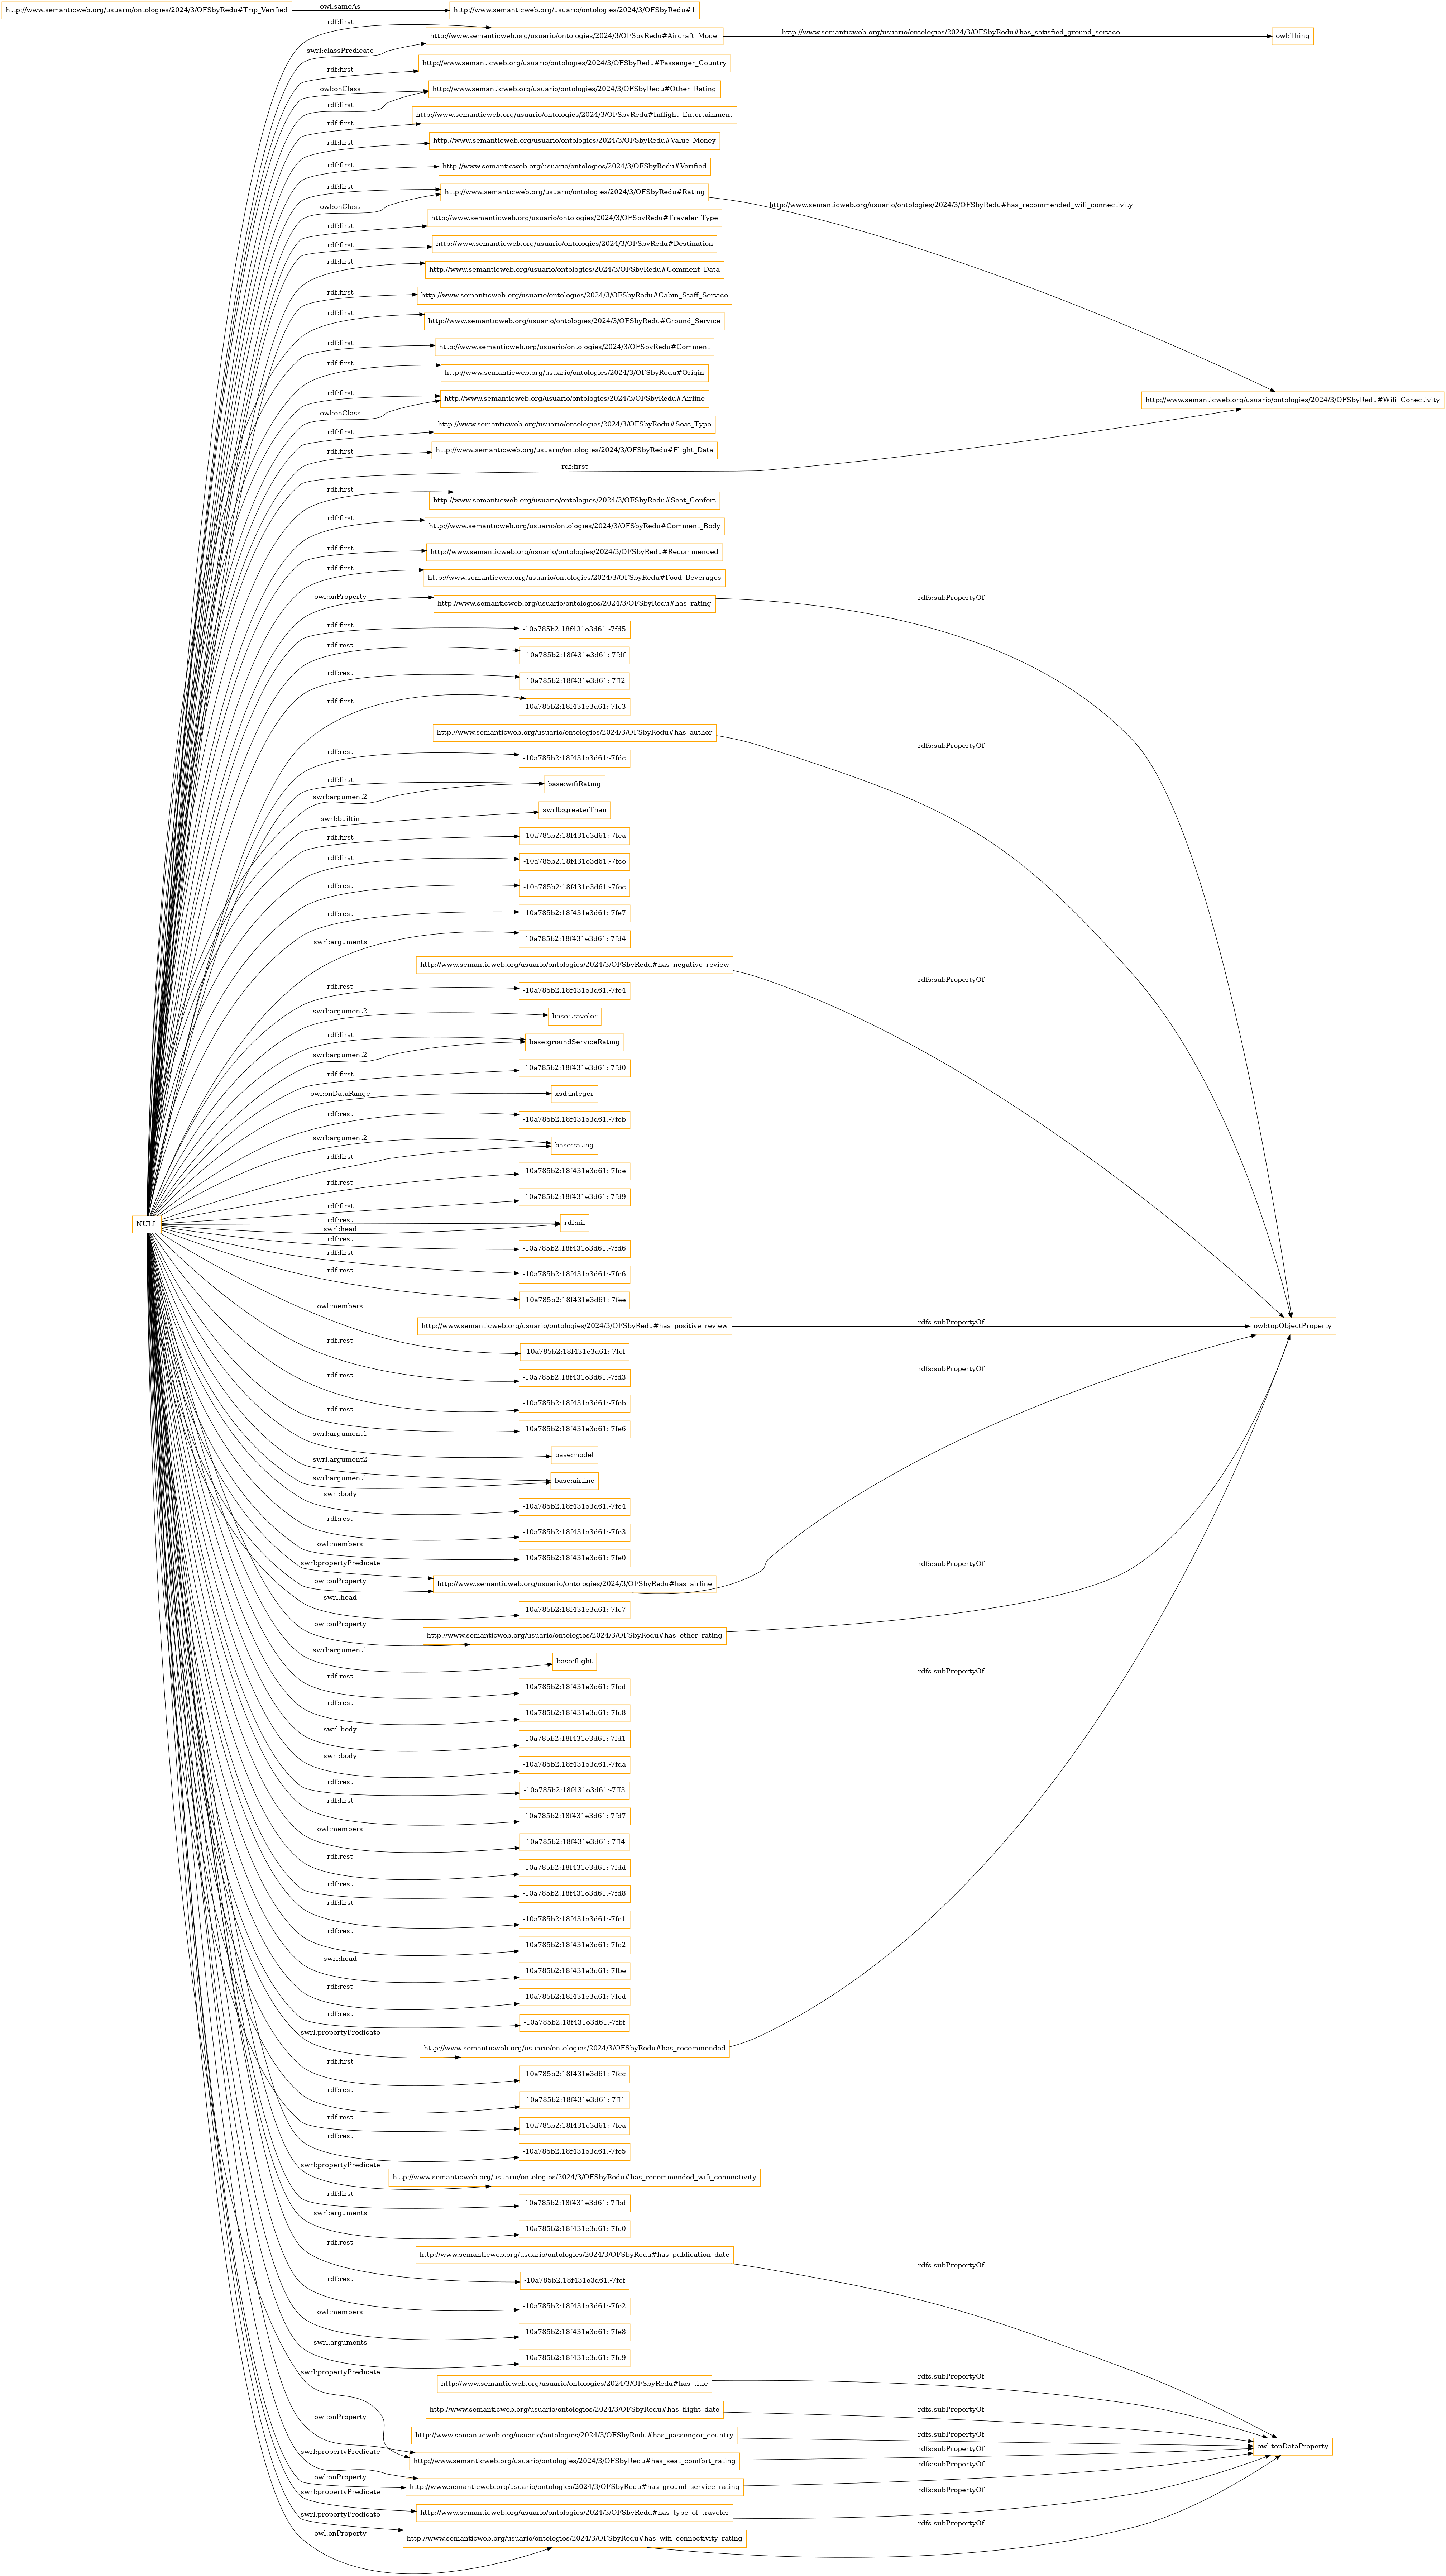 http://www.semanticweb.org/usuario/ontologies/2024/3/OFSbyRedu#Trip_Verified
owl:sameAs
http://www.semanticweb.org/usuario/ontologies/2024/3/OFSbyRedu#1
rdf:first
http://www.semanticweb.org/usuario/ontologies/2024/3/OFSbyRedu#Aircraft_Model
http://www.semanticweb.org/usuario/ontologies/2024/3/OFSbyRedu#has_satisfied_ground_service
owl:Thing
swrl:classPredicate
http://www.semanticweb.org/usuario/ontologies/2024/3/OFSbyRedu#Passenger_Country
rdf:first
owl:onClass
http://www.semanticweb.org/usuario/ontologies/2024/3/OFSbyRedu#Other_Rating
rdf:first
http://www.semanticweb.org/usuario/ontologies/2024/3/OFSbyRedu#Inflight_Entertainment
rdf:first
http://www.semanticweb.org/usuario/ontologies/2024/3/OFSbyRedu#Value_Money
rdf:first
http://www.semanticweb.org/usuario/ontologies/2024/3/OFSbyRedu#Verified
rdf:first
http://www.semanticweb.org/usuario/ontologies/2024/3/OFSbyRedu#Rating
rdf:first
http://www.semanticweb.org/usuario/ontologies/2024/3/OFSbyRedu#has_recommended_wifi_connectivity
owl:onClass
http://www.semanticweb.org/usuario/ontologies/2024/3/OFSbyRedu#Traveler_Type
rdf:first
http://www.semanticweb.org/usuario/ontologies/2024/3/OFSbyRedu#Destination
rdf:first
http://www.semanticweb.org/usuario/ontologies/2024/3/OFSbyRedu#Comment_Data
rdf:first
http://www.semanticweb.org/usuario/ontologies/2024/3/OFSbyRedu#Cabin_Staff_Service
rdf:first
http://www.semanticweb.org/usuario/ontologies/2024/3/OFSbyRedu#Ground_Service
rdf:first
http://www.semanticweb.org/usuario/ontologies/2024/3/OFSbyRedu#Comment
rdf:first
http://www.semanticweb.org/usuario/ontologies/2024/3/OFSbyRedu#Origin
rdf:first
http://www.semanticweb.org/usuario/ontologies/2024/3/OFSbyRedu#Airline
rdf:first
http://www.semanticweb.org/usuario/ontologies/2024/3/OFSbyRedu#Wifi_Conectivity
owl:onClass
http://www.semanticweb.org/usuario/ontologies/2024/3/OFSbyRedu#Seat_Type
rdf:first
http://www.semanticweb.org/usuario/ontologies/2024/3/OFSbyRedu#Flight_Data
rdf:first
rdf:first
http://www.semanticweb.org/usuario/ontologies/2024/3/OFSbyRedu#Seat_Confort
rdf:first
http://www.semanticweb.org/usuario/ontologies/2024/3/OFSbyRedu#Comment_Body
rdf:first
http://www.semanticweb.org/usuario/ontologies/2024/3/OFSbyRedu#Recommended
rdf:first
http://www.semanticweb.org/usuario/ontologies/2024/3/OFSbyRedu#Food_Beverages
rdf:first
owl:onProperty
http://www.semanticweb.org/usuario/ontologies/2024/3/OFSbyRedu#has_rating
rdfs:subPropertyOf
rdf:first
-10a785b2:18f431e3d61:-7fd5
rdf:rest
-10a785b2:18f431e3d61:-7fdf
rdf:rest
-10a785b2:18f431e3d61:-7ff2
rdf:first
-10a785b2:18f431e3d61:-7fc3
http://www.semanticweb.org/usuario/ontologies/2024/3/OFSbyRedu#has_author
rdfs:subPropertyOf
rdf:rest
-10a785b2:18f431e3d61:-7fdc
rdf:first
base:wifiRating
swrl:argument2
swrlb:greaterThan
swrl:builtin
-10a785b2:18f431e3d61:-7fca
rdf:first
-10a785b2:18f431e3d61:-7fce
rdf:first
-10a785b2:18f431e3d61:-7fec
rdf:rest
-10a785b2:18f431e3d61:-7fe7
rdf:rest
-10a785b2:18f431e3d61:-7fd4
swrl:arguments
http://www.semanticweb.org/usuario/ontologies/2024/3/OFSbyRedu#has_negative_review
rdfs:subPropertyOf
rdf:rest
-10a785b2:18f431e3d61:-7fe4
swrl:argument2
base:traveler
rdf:first
base:groundServiceRating
swrl:argument2
-10a785b2:18f431e3d61:-7fd0
rdf:first
xsd:integer
owl:onDataRange
-10a785b2:18f431e3d61:-7fcb
rdf:rest
base:rating
swrl:argument2
rdf:first
-10a785b2:18f431e3d61:-7fde
rdf:rest
-10a785b2:18f431e3d61:-7fd9
rdf:first
NULL
rdf:rest
rdf:nil
swrl:head
rdf:rest
-10a785b2:18f431e3d61:-7fd6
rdf:first
-10a785b2:18f431e3d61:-7fc6
rdf:rest
-10a785b2:18f431e3d61:-7fee
owl:members
http://www.semanticweb.org/usuario/ontologies/2024/3/OFSbyRedu#has_positive_review
rdfs:subPropertyOf
owl:topObjectProperty
-10a785b2:18f431e3d61:-7fef
rdf:rest
-10a785b2:18f431e3d61:-7fd3
rdfs:subPropertyOf
rdf:rest
-10a785b2:18f431e3d61:-7feb
rdf:rest
-10a785b2:18f431e3d61:-7fe6
swrl:argument1
base:model
swrl:argument2
base:airline
swrl:argument1
swrl:body
-10a785b2:18f431e3d61:-7fc4
rdf:rest
-10a785b2:18f431e3d61:-7fe3
owl:members
-10a785b2:18f431e3d61:-7fe0
swrl:propertyPredicate
rdfs:subPropertyOf
owl:onProperty
http://www.semanticweb.org/usuario/ontologies/2024/3/OFSbyRedu#has_airline
swrl:head
-10a785b2:18f431e3d61:-7fc7
owl:onProperty
http://www.semanticweb.org/usuario/ontologies/2024/3/OFSbyRedu#has_other_rating
swrl:argument1
base:flight
rdfs:subPropertyOf
rdf:rest
-10a785b2:18f431e3d61:-7fcd
rdf:rest
-10a785b2:18f431e3d61:-7fc8
swrl:body
-10a785b2:18f431e3d61:-7fd1
swrl:body
-10a785b2:18f431e3d61:-7fda
rdf:rest
-10a785b2:18f431e3d61:-7ff3
rdf:first
-10a785b2:18f431e3d61:-7fd7
owl:members
-10a785b2:18f431e3d61:-7ff4
rdf:rest
-10a785b2:18f431e3d61:-7fdd
rdf:rest
-10a785b2:18f431e3d61:-7fd8
rdf:first
-10a785b2:18f431e3d61:-7fc1
rdf:rest
-10a785b2:18f431e3d61:-7fc2
swrl:head
-10a785b2:18f431e3d61:-7fbe
rdf:rest
-10a785b2:18f431e3d61:-7fed
rdf:rest
-10a785b2:18f431e3d61:-7fbf
swrl:propertyPredicate
http://www.semanticweb.org/usuario/ontologies/2024/3/OFSbyRedu#has_recommended
rdf:first
-10a785b2:18f431e3d61:-7fcc
rdf:rest
-10a785b2:18f431e3d61:-7ff1
rdf:rest
-10a785b2:18f431e3d61:-7fea
rdf:rest
-10a785b2:18f431e3d61:-7fe5
swrl:propertyPredicate
http://www.semanticweb.org/usuario/ontologies/2024/3/OFSbyRedu#has_recommended_wifi_connectivity
rdf:first
-10a785b2:18f431e3d61:-7fbd
swrl:arguments
-10a785b2:18f431e3d61:-7fc0
rdf:rest
http://www.semanticweb.org/usuario/ontologies/2024/3/OFSbyRedu#has_publication_date
rdfs:subPropertyOf
-10a785b2:18f431e3d61:-7fcf
rdf:rest
-10a785b2:18f431e3d61:-7fe2
owl:members
-10a785b2:18f431e3d61:-7fe8
swrl:arguments
-10a785b2:18f431e3d61:-7fc9
swrl:propertyPredicate
http://www.semanticweb.org/usuario/ontologies/2024/3/OFSbyRedu#has_title
rdfs:subPropertyOf
http://www.semanticweb.org/usuario/ontologies/2024/3/OFSbyRedu#has_flight_date
rdfs:subPropertyOf
owl:onProperty
http://www.semanticweb.org/usuario/ontologies/2024/3/OFSbyRedu#has_passenger_country
rdfs:subPropertyOf
owl:topDataProperty
swrl:propertyPredicate
http://www.semanticweb.org/usuario/ontologies/2024/3/OFSbyRedu#has_seat_comfort_rating
rdfs:subPropertyOf
owl:onProperty
http://www.semanticweb.org/usuario/ontologies/2024/3/OFSbyRedu#has_ground_service_rating
rdfs:subPropertyOf
swrl:propertyPredicate
http://www.semanticweb.org/usuario/ontologies/2024/3/OFSbyRedu#has_type_of_traveler
rdfs:subPropertyOf
swrl:propertyPredicate
http://www.semanticweb.org/usuario/ontologies/2024/3/OFSbyRedu#has_wifi_connectivity_rating
rdfs:subPropertyOf
owl:onProperty